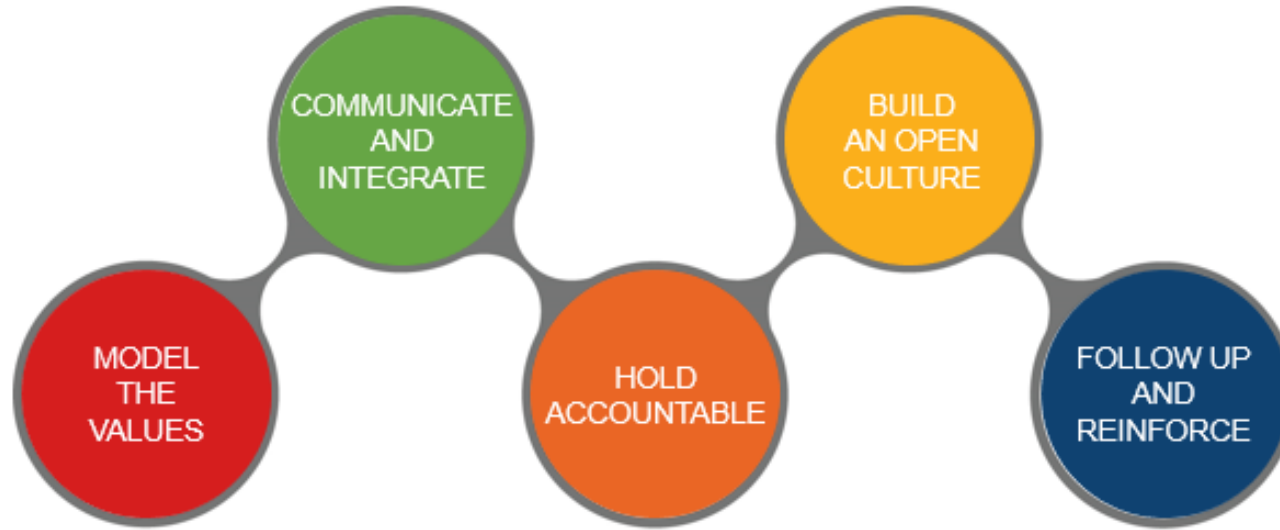 MODEL
THE
VALUES
COMMUNICATE
AND
INTEGRATE
HOLD
ACCOUNTABLE
BUILD
AN OPEN
CULTURE
FOLLOW UP
AND
REINFORCE